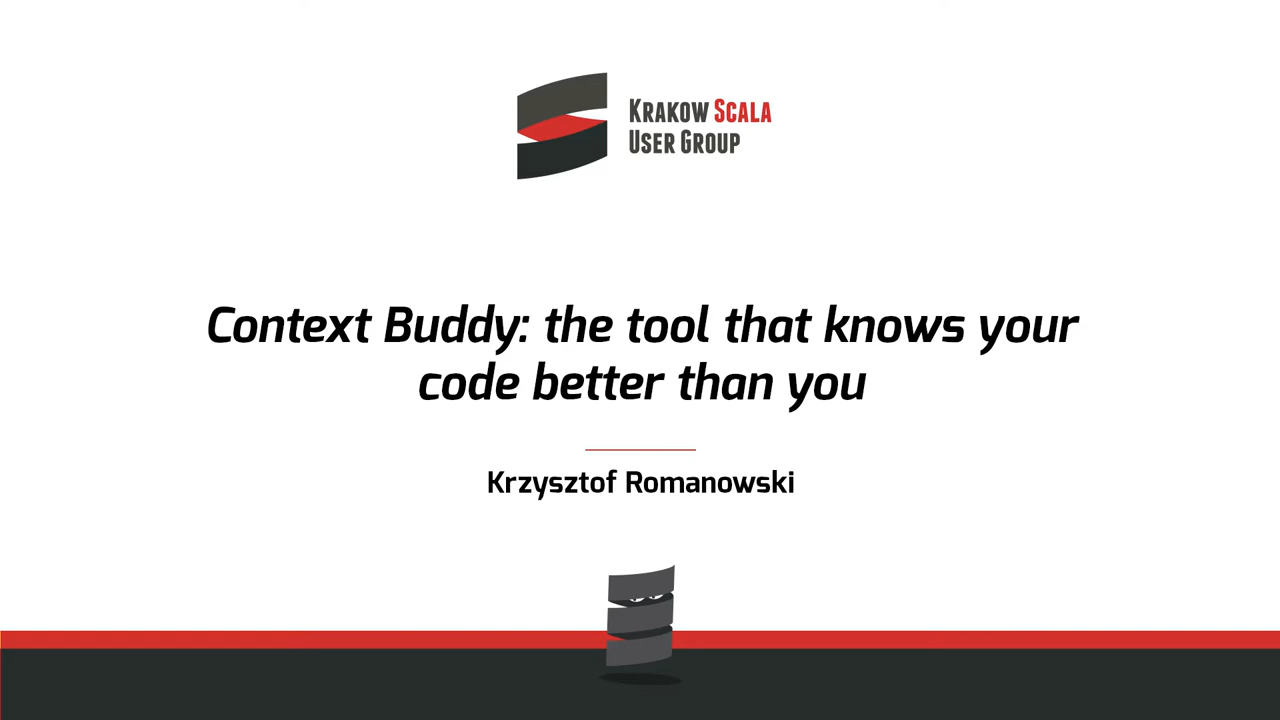 Krakow Scala
User Group
Context Buddy: the tool that knows your
code better than you
Krzysztof Romanowski